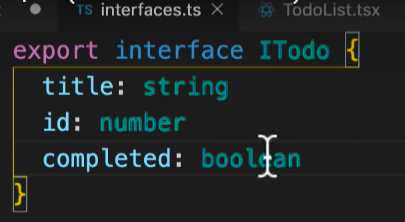 TS interfaces.ts × TodoList.tsx
export interface ITodo {
title: string
id: number
completed: boolean
}